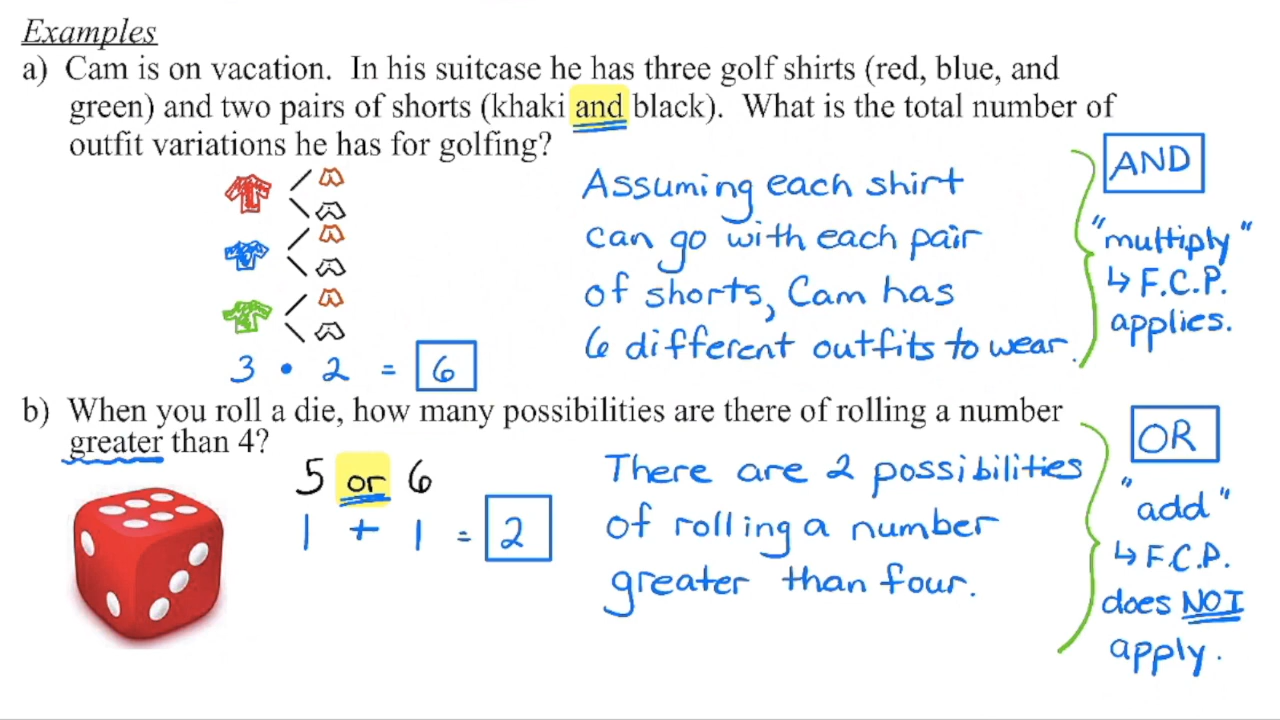 Examples
a) Cam is on vacation. In his suitcase he has three golf shirts (red, blue, and
green) and two pairs of shorts (khaki and black). What is the total number of
outfit variations he has for golfing?
Assuming each shirt
can go with each pair
of shorts, Cam has
6 different outfits to wear.
AND
"multiply"
↳ F.C.P.
applies.
3 • 2 = 6
b) When you roll a die, how many possibilities are there of rolling a number
greater than 4?
5 or 6
1 + 1 = 2
There are 2 possibilities
of rolling a number
greater than four.
OR
"add"
↳ F.C.P.
does NOT
apply.